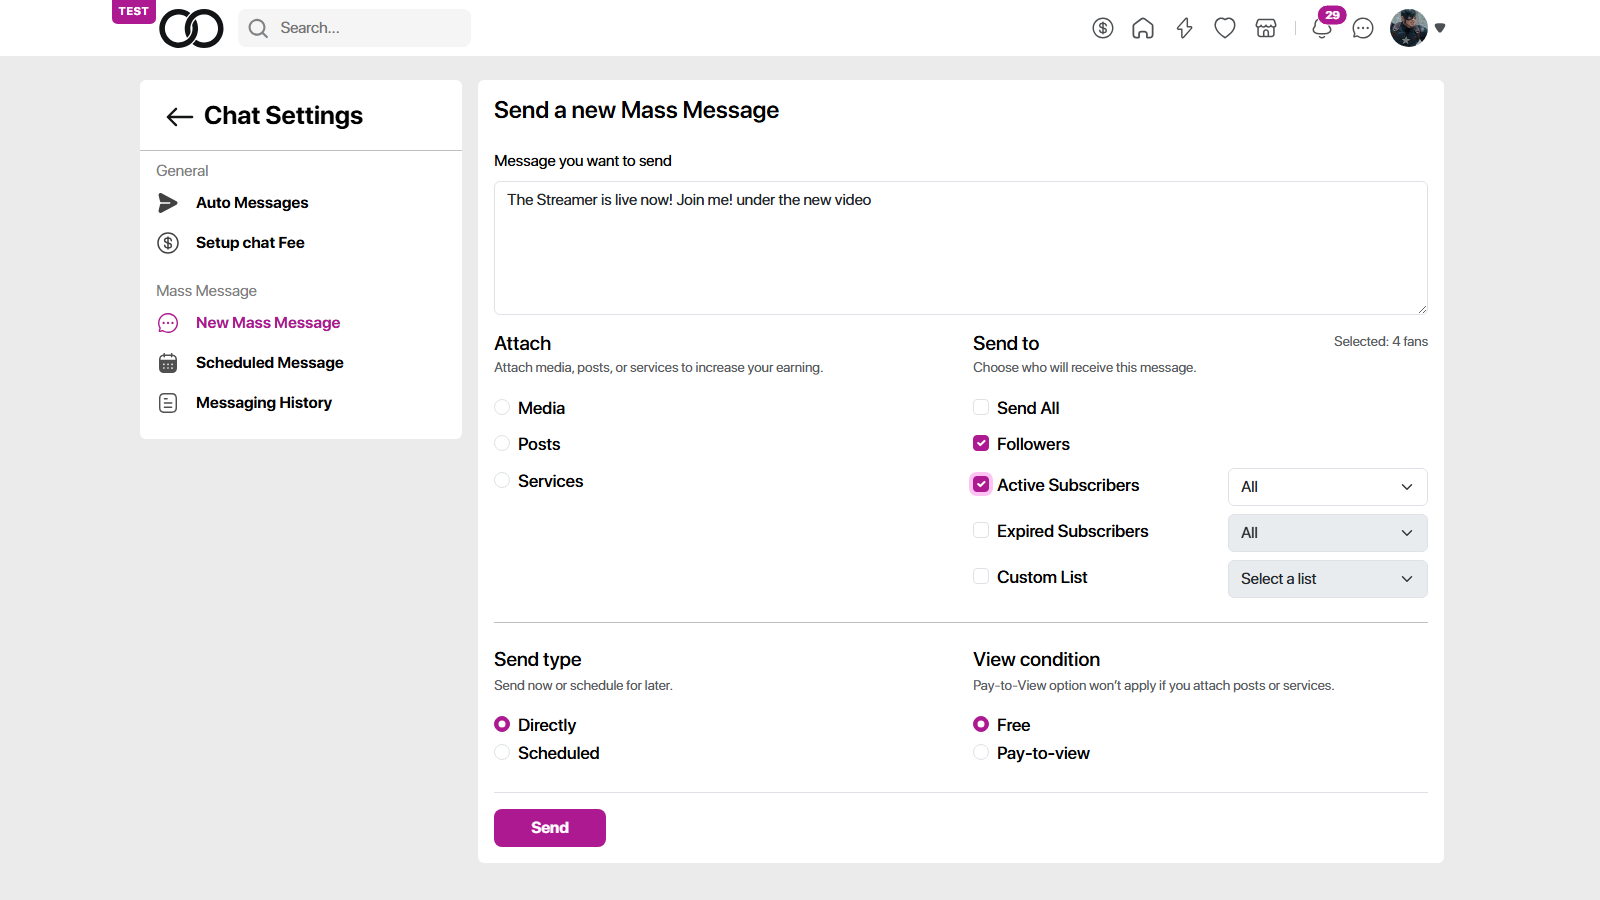 TEST
Search...
29
Chat Settings
General
Auto Messages
Setup chat Fee
Mass Message
New Mass Message
Scheduled Message
Messaging History
Send a new Mass Message
Message you want to send
The Streamer is live now! Join me! under the new video
Attach
Attach media, posts, or services to increase your earning.
Media
Posts
Services
Send to
Selected: 4 fans
Choose who will receive this message.
Send All
Followers
Active Subscribers
All
Expired Subscribers
All
Custom List
Select a list
Send type
Send now or schedule for later.
Directly
Scheduled
View condition
Pay-to-View option won't apply if you attach posts or services.
Free
Pay-to-view
Send